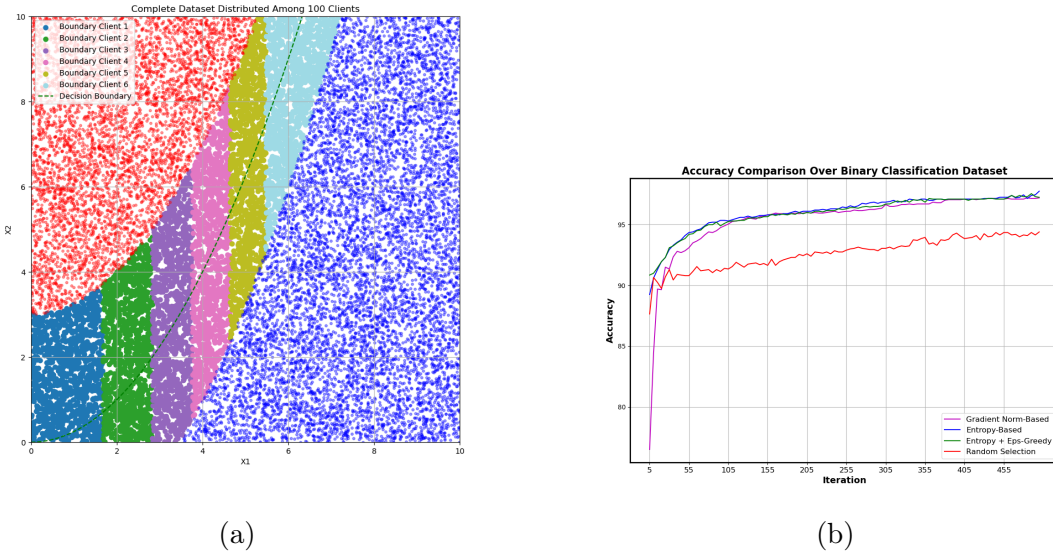 Complete Dataset Distributed Among 100 Clients
Boundary Client 1
Boundary Client 2
Boundary Client 3
Boundary Client 4
Boundary Client 5
Boundary Client 6
Decision Boundary
10
8
6
4
2
0
X2
0 2 4 6 8 10
X1
(a)
Accuracy Comparison Over Binary Classification Dataset
95
90
85
80
Accuracy
Gradient Norm-Based
Entropy-Based
Entropy + Eps-Greedy
Random Selection
5 55 105 155 205 255 305 355 405 455
Iteration
(b)